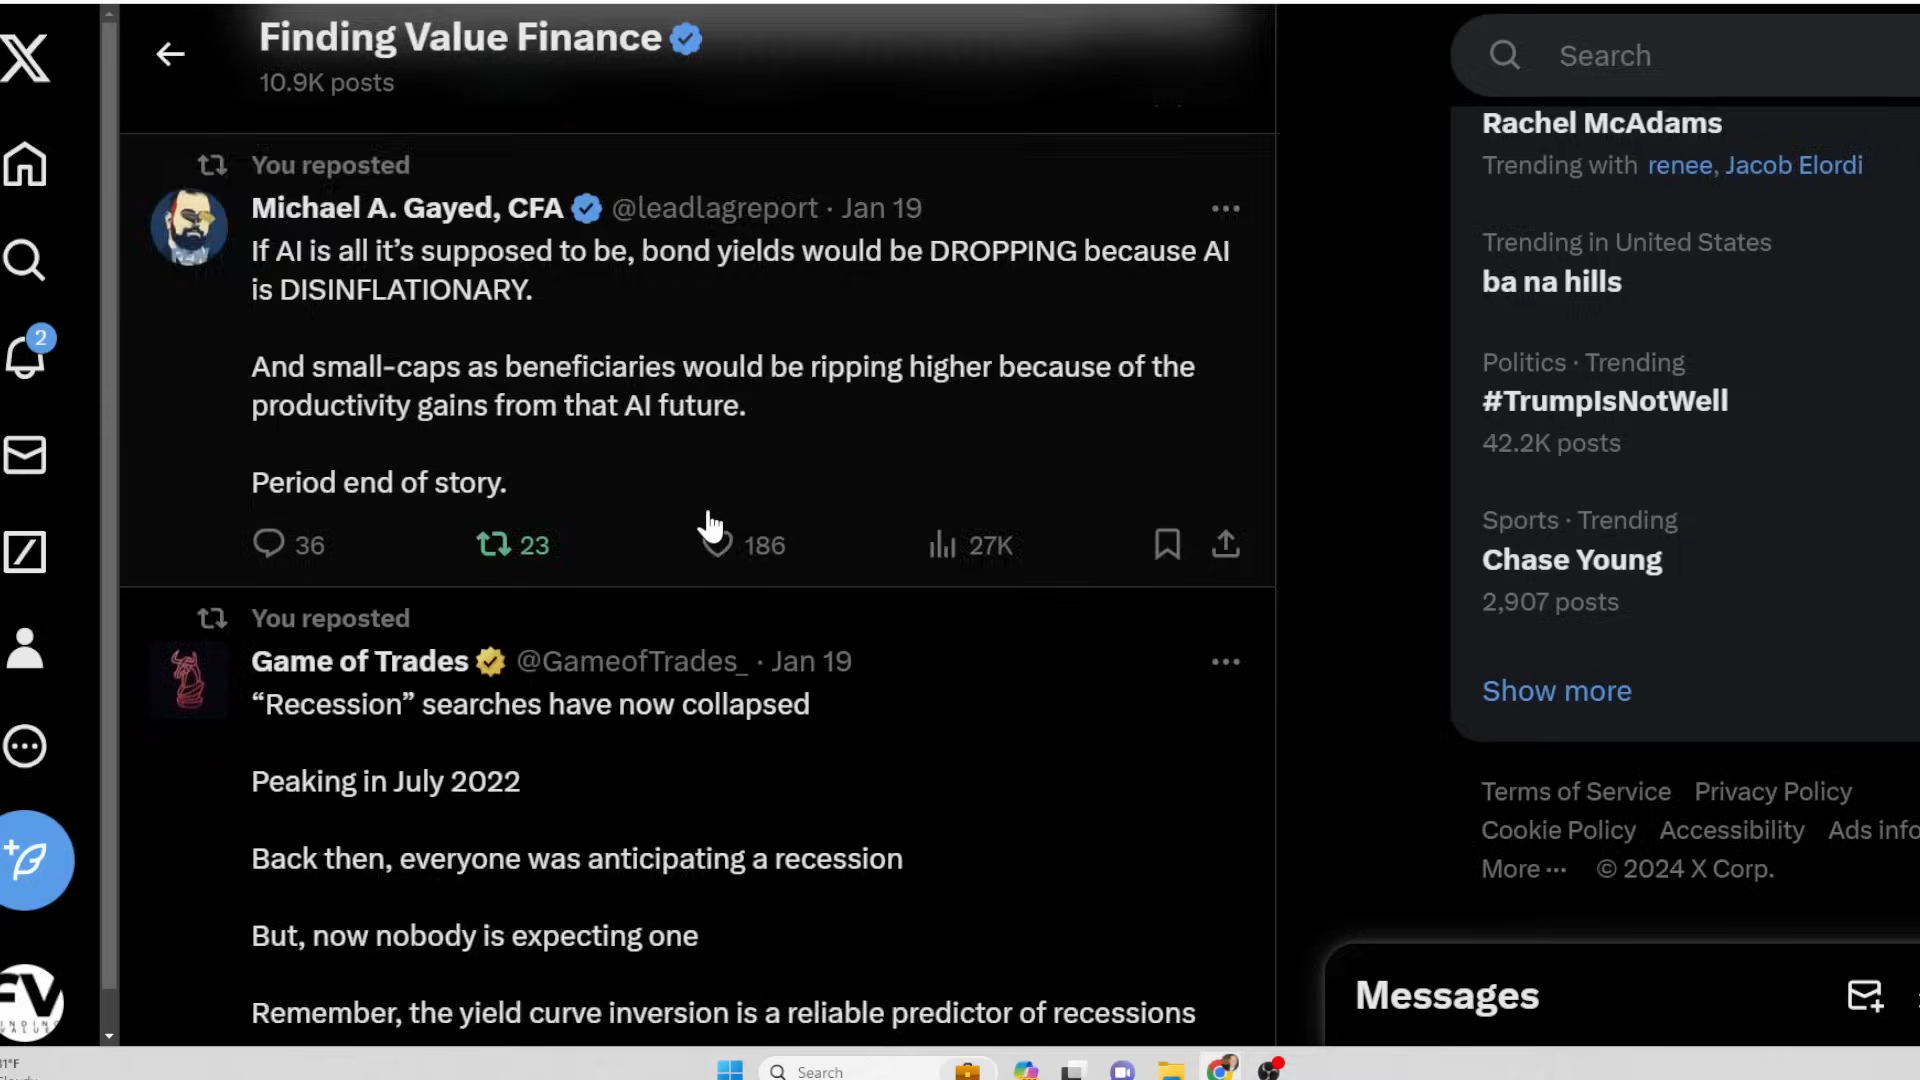 Finding Value Finance
10.9K posts
You reposted
Michael A. Gayed, CFA @leadlagreport · Jan 19
If AI is all it’s supposed to be, bond yields would be DROPPING because AI
is DISINFLATIONARY.
And small-caps as beneficiaries would be ripping higher because of the
productivity gains from that AI future.
Period end of story.
36 23 186 27K
You reposted
Game of Trades @GameofTrades_ · Jan 19
“Recession” searches have now collapsed
Peaking in July 2022
Back then, everyone was anticipating a recession
But, now nobody is expecting one
Remember, the yield curve inversion is a reliable predictor of recessions
2
Search
Rachel McAdams
Trending with renee, Jacob Elordi
Trending in United States
ba na hills
Politics · Trending
#TrumpIsNotWell
42.2K posts
Sports · Trending
Chase Young
2,907 posts
Show more
Terms of Service Privacy Policy
Cookie Policy Accessibility Ads info
More ··· © 2024 X Corp.
Messages
Search